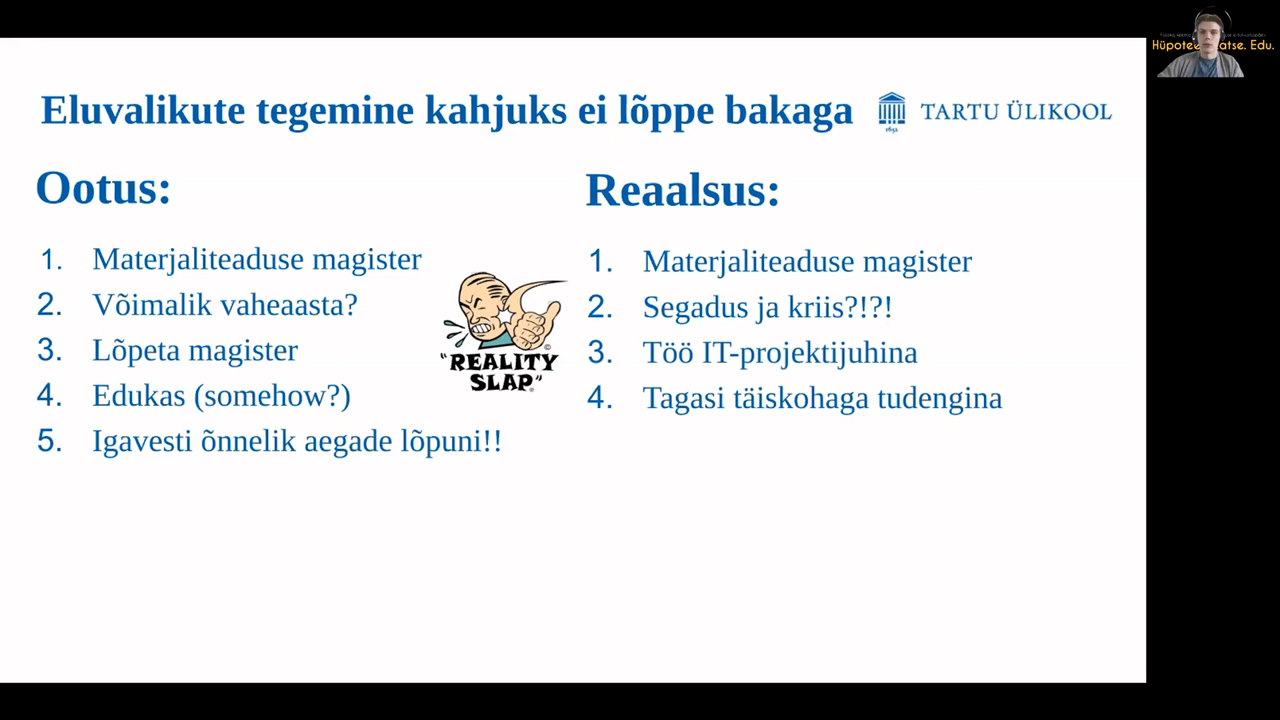 Eluvalikute tegemine kahjuks ei lõppe bakaga
TARTU ÜLIKOOL
1632
Ootus:
1. Materjaliteaduse magister
2. Võimalik vaheaasta?
3. Lõpeta magister
4. Edukas (somehow?)
5. Igavesti õnnelik aegade lõpuni!!
"REALITY
SLAP"
©
Reaalsus:
1. Materjaliteaduse magister
2. Segadus ja kriis?!?!
3. Töö IT-projektijuhina
4. Tagasi täiskohaga tudengina
Edu.